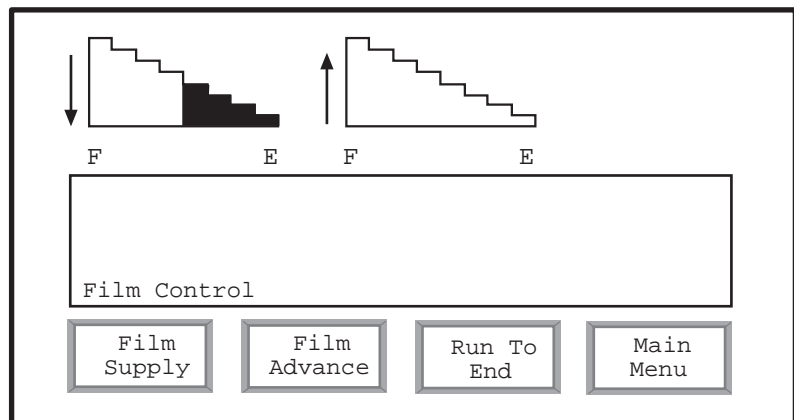 F E F E
Film Control
Film Supply
Film Advance
Run To End
Main Menu